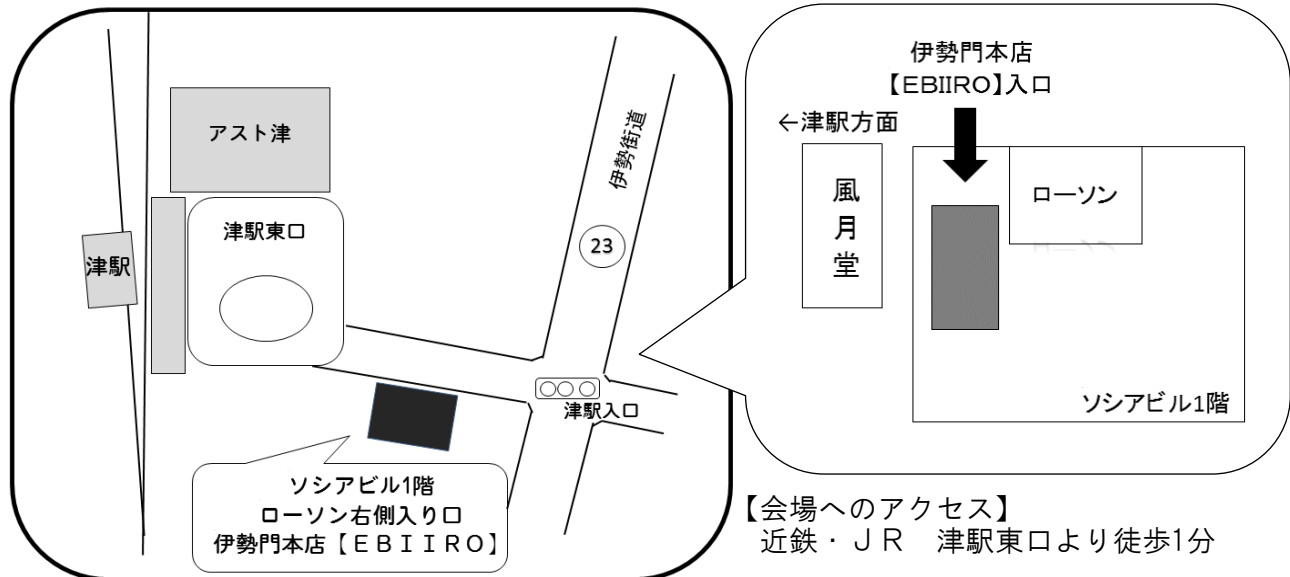 アスト津
津駅東口
津駅
伊勢街道
23
津駅入口
ソシアビル1階
ローソン右側入り口
伊勢門本店【ＥＢＩＩＲＯ】
伊勢門本店
【EBIIRO】入口
←津駅方面
風月堂
ローソン
ソシアビル1階
【会場へのアクセス】
近鉄・ＪＲ　津駅東口より徒歩1分